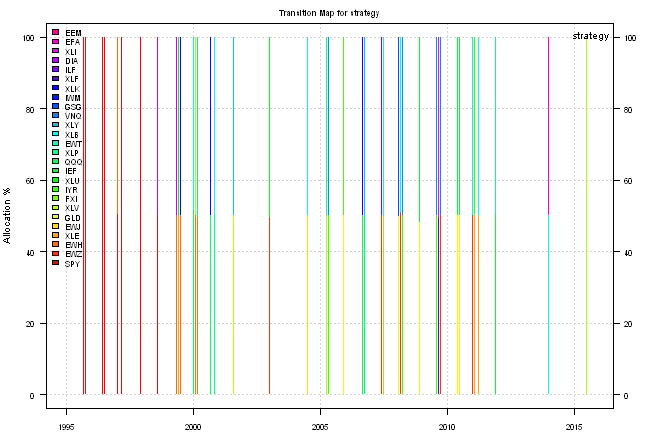 Transition Map for strategy
strategy
Allocation %
100
80
60
40
20
0
EEM
EFA
XLI
DIA
ILF
XLF
XLK
IWM
GSG
VNQ
XLY
XLB
EWT
XLP
QQQ
IEF
XLU
IYR
FXI
XLV
GLD
EWJ
XLE
EWH
EWZ
SPY
100
80
60
40
20
0
1995
2000
2005
2010
2015